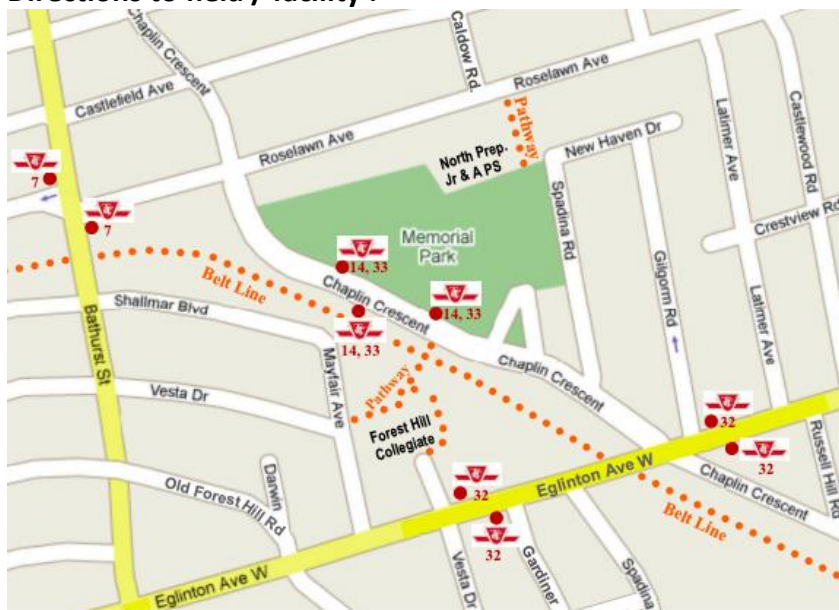 Directions to field / facility :
Chaplin Crescent
Caldow Rd.
Roselawn Ave
Castlefield Ave
Pathway
Latimer Ave
Castlewood Rd
7
Roselawn Ave
North Prep.
Jr & A PS
New Haven Dr
Spadina Rd
Crestview Rd
7
Memorial
Park
Gilgorm Rd
14, 33
Belt Line
Shallmar Blvd
Chaplin Crescent
14, 33
14, 33
Latimer Ave
Bathurst St
Mayfair Ave
Chaplin Crescent
Pathway
Vesta Dr
Forest Hill
Collegiate
32
32
Russell Hill Rd
Darwin
Old Forest Hill Rd
32
Eglinton Ave W
Chaplin Crescent
32
Belt Line
Vesta Dr
Gardiner
Spadina
Eglinton Ave W